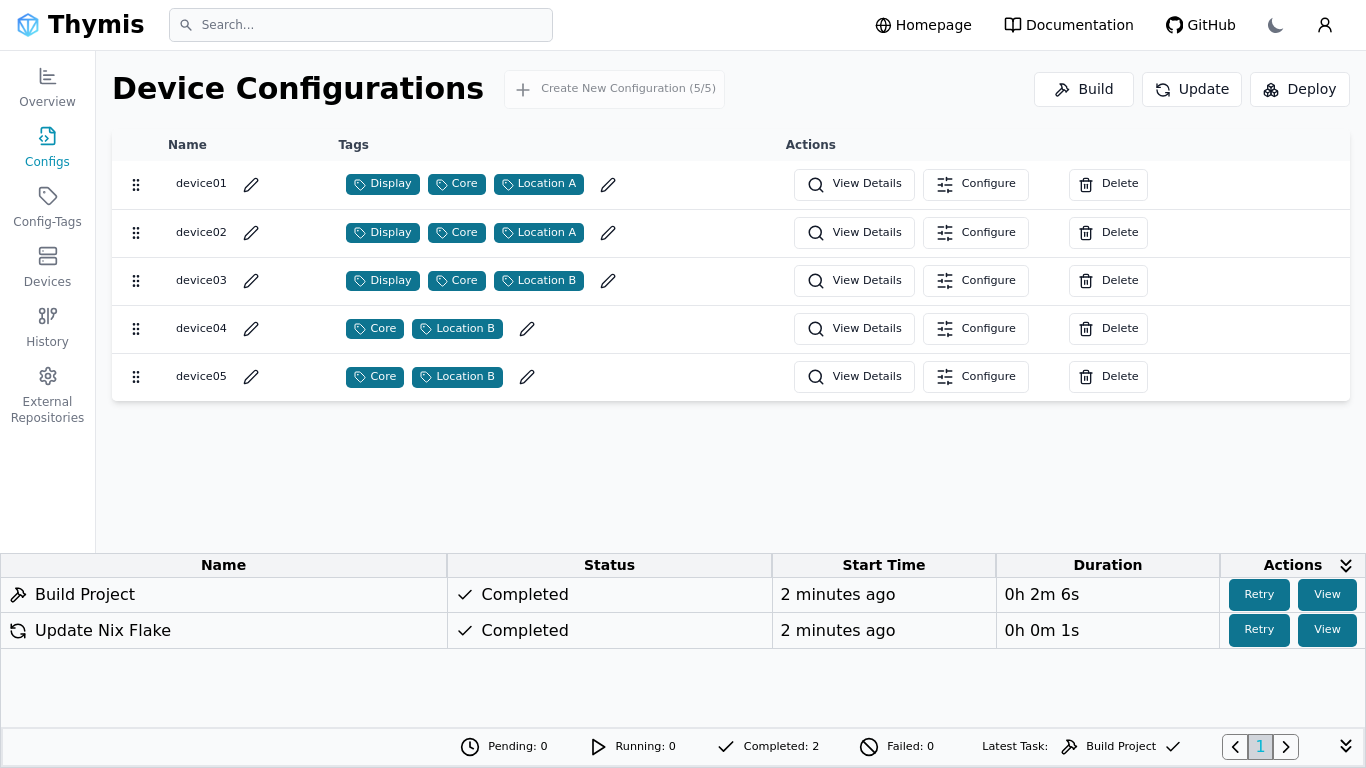 Thymis
Search...
Homepage
Documentation
GitHub
Overview
Configs
Config-Tags
Devices
History
External
Repositories
Device Configurations
Create New Configuration (5/5)
Build
Update
Deploy
Name Tags Actions
device01 Display Core Location A View Details Configure Delete
device02 Display Core Location A View Details Configure Delete
device03 Display Core Location B View Details Configure Delete
device04 Core Location B View Details Configure Delete
device05 Core Location B View Details Configure Delete
Name Status Start Time Duration Actions
Build Project Completed 2 minutes ago 0h 2m 6s Retry View
Update Nix Flake Completed 2 minutes ago 0h 0m 1s Retry View
Pending: 0 Running: 0 Completed: 2 Failed: 0 Latest Task: Build Project 1